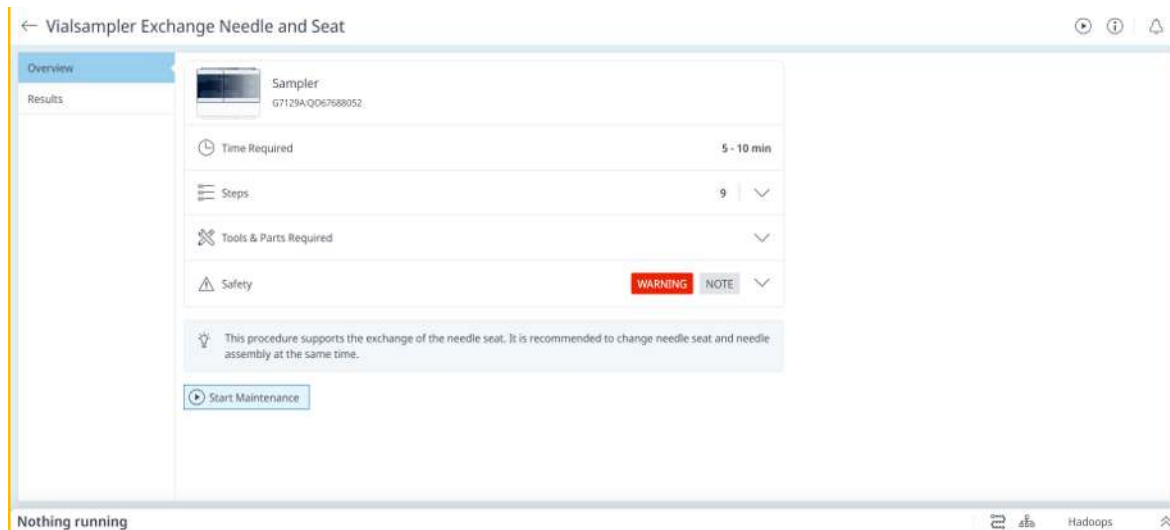 Vialsampler Exchange Needle and Seat
Overview
Results
Sampler
G7129A:QO67688052
Time Required
5 - 10 min
Steps
9
Tools & Parts Required
Safety
WARNING
NOTE
This procedure supports the exchange of the needle seat. It is recommended to change needle seat and needle
assembly at the same time.
Start Maintenance
Nothing running
Hadoops